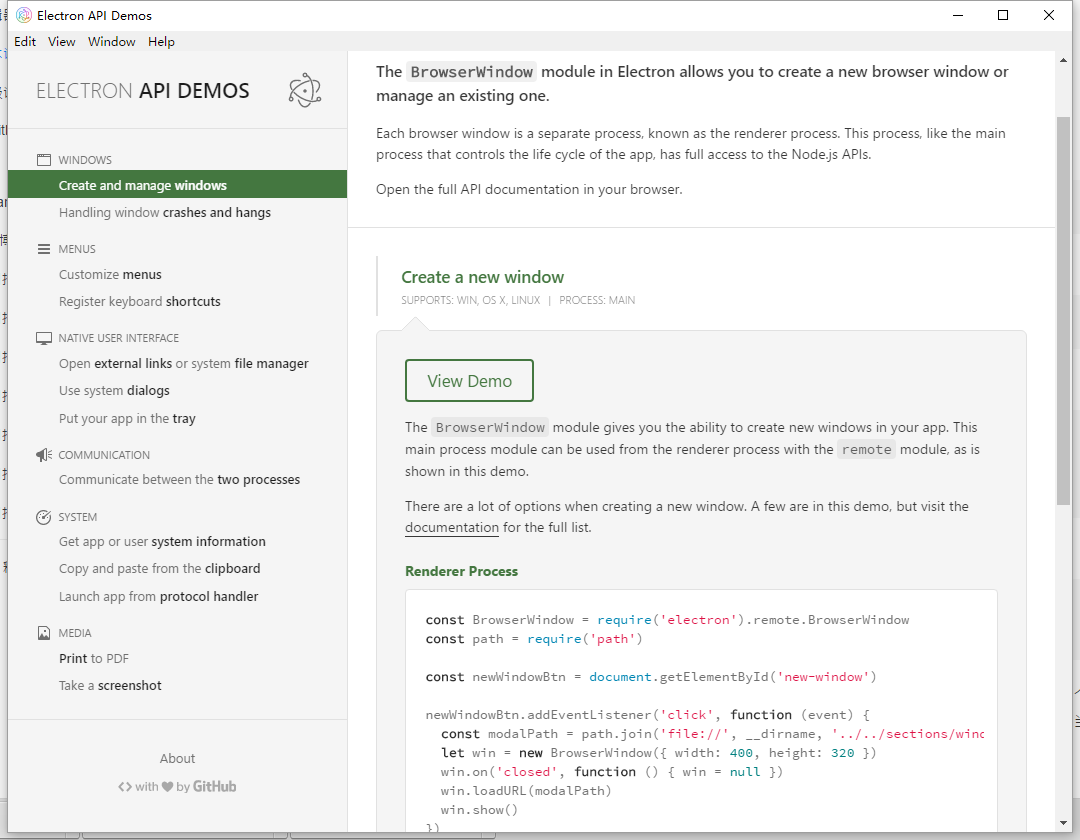 Electron API Demos
Edit View Window Help
ELECTRON API DEMOS
WINDOWS
Create and manage windows
Handling window crashes and hangs
MENUS
Customize menus
Register keyboard shortcuts
NATIVE USER INTERFACE
Open external links or system file manager
Use system dialogs
Put your app in the tray
COMMUNICATION
Communicate between the two processes
SYSTEM
Get app or user system information
Copy and paste from the clipboard
Launch app from protocol handler
MEDIA
Print to PDF
Take a screenshot
About
<> with ♥ by GitHub
The BrowserWindow module in Electron allows you to create a new browser window or
manage an existing one.
Each browser window is a separate process, known as the renderer process. This process, like the main
process that controls the life cycle of the app, has full access to the Node.js APIs.
Open the full API documentation in your browser.
Create a new window
SUPPORTS: WIN, OS X, LINUX | PROCESS: MAIN
View Demo
The BrowserWindow module gives you the ability to create new windows in your app. This
main process module can be used from the renderer process with the remote module, as is
shown in this demo.
There are a lot of options when creating a new window. A few are in this demo, but visit the
documentation for the full list.
Renderer Process
const BrowserWindow = require('electron').remote.BrowserWindow
const path = require('path')
const newWindowBtn = document.getElementById('new-window')
newWindowBtn.addEventListener('click', function (event) {
const modalPath = path.join('file://', __dirname, '../../sections/winc
let win = new BrowserWindow({ width: 400, height: 320 })
win.on('closed', function () { win = null })
win.loadURL(modalPath)
win.show()
})